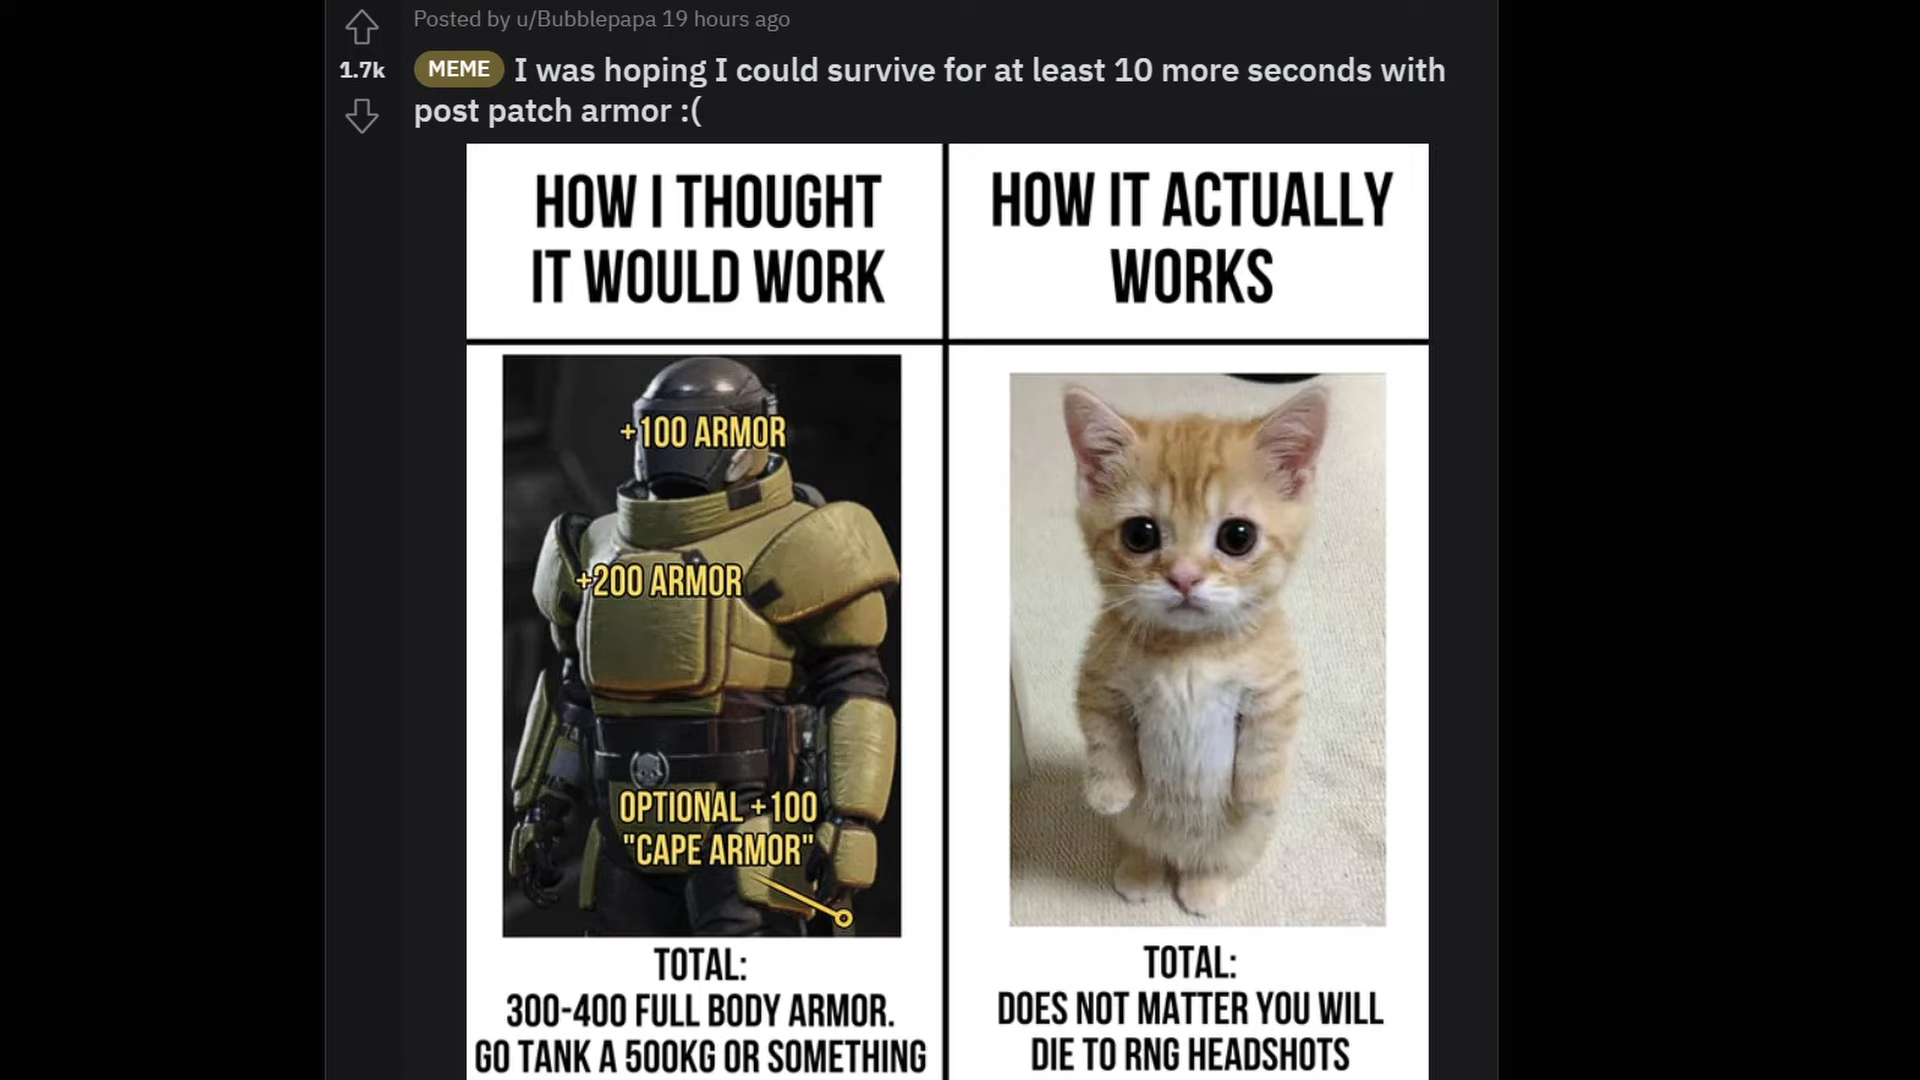 Posted by u/Bubblepapa 19 hours ago
1.7k
MEME I was hoping I could survive for at least 10 more seconds with
post patch armor :(
HOW I THOUGHT
IT WOULD WORK
HOW IT ACTUALLY
WORKS
+100 ARMOR
+200 ARMOR
OPTIONAL +100
"CAPE ARMOR"
TOTAL:
300-400 FULL BODY ARMOR.
GO TANK A 500KG OR SOMETHING
TOTAL:
DOES NOT MATTER YOU WILL
DIE TO RNG HEADSHOTS